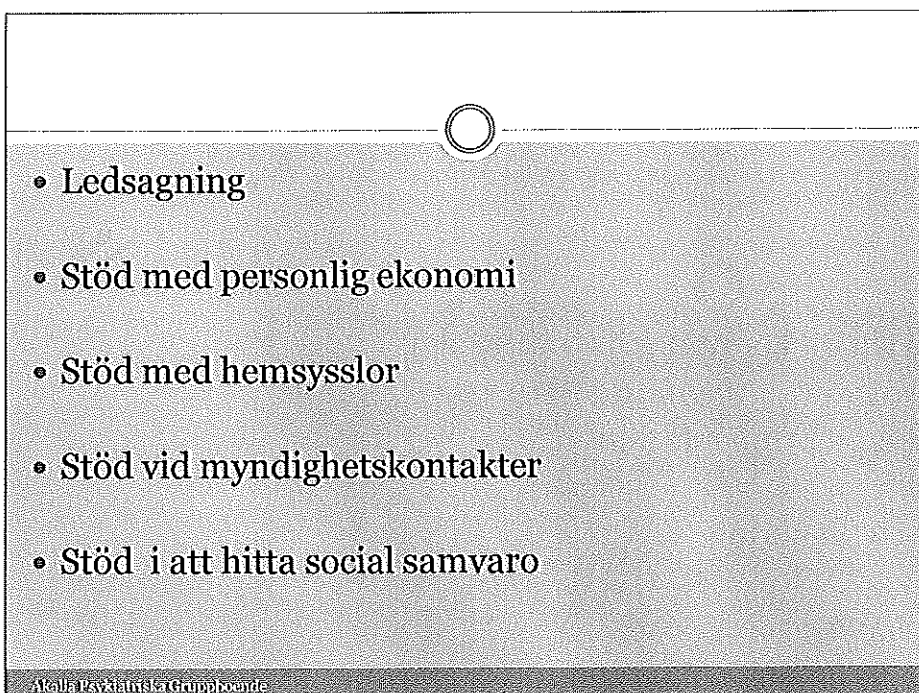 • Ledsagning
• Stöd med personlig ekonomi
• Stöd med hemsysslor
• Stöd vid myndighetskontakter
• Stöd i att hitta social samvaro
Akalla Psykiatriska Gruppboende